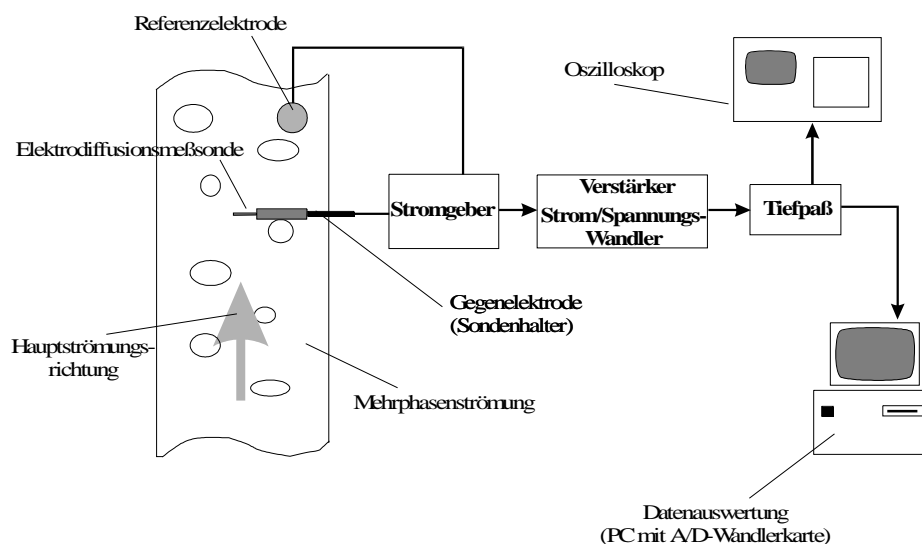 Referenzelektrode
Oszilloskop
Elektrodiffusionsmeßsonde
Stromgeber
Verstärker
Strom/Spannungs-
Wandler
Tiefpaß
Gegenelektrode
(Sondenhalter)
Hauptströmungs-
richtung
Mehrphasenströmung
Datenauswertung
(PC mit A/D-Wandlerkarte)